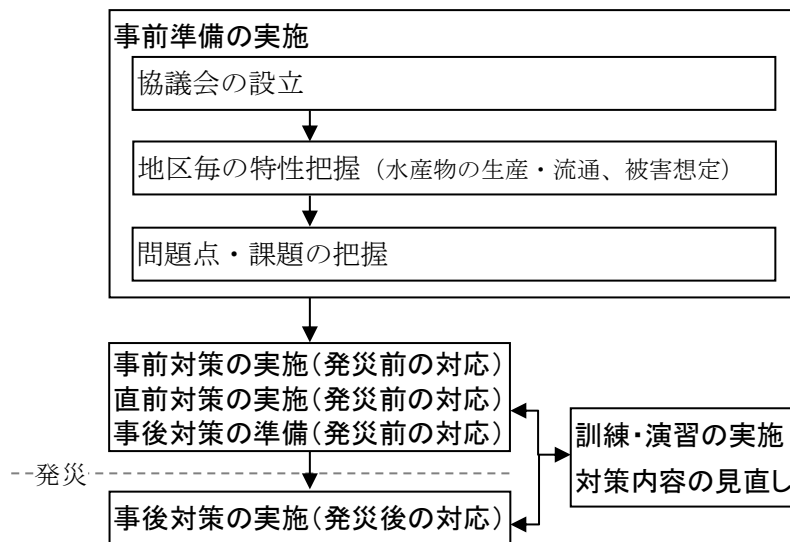 事前準備の実施
協議会の設立
地区毎の特性把握（水産物の生産・流通、被害想定）
問題点・課題の把握
事前対策の実施（発災前の対応）
直前対策の実施（発災前の対応）
事後対策の準備（発災前の対応）
訓練・演習の実施
対策内容の見直し
発災
事後対策の実施（発災後の対応）